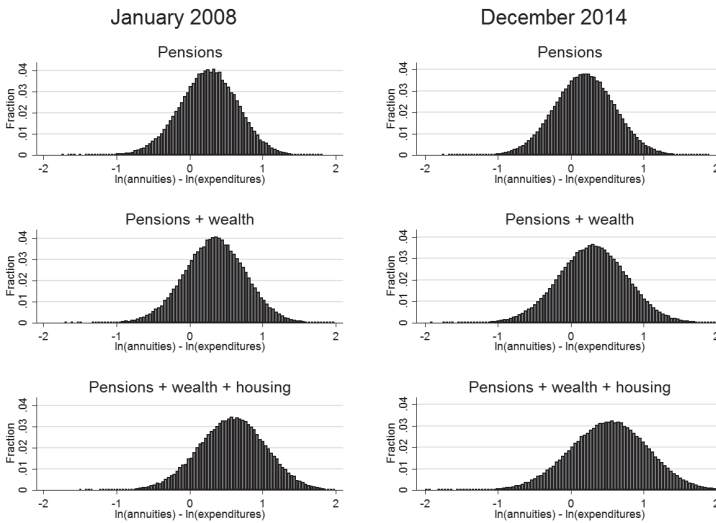 January 2008
December 2014
Pensions
Fraction
0 .01 .02 .03 .04
-2 -1 0 1 2
ln(annuities) - ln(expenditures)
Pensions
Fraction
0 .01 .02 .03 .04
-2 -1 0 1 2
ln(annuities) - ln(expenditures)
Pensions + wealth
Fraction
0 .01 .02 .03 .04
-2 -1 0 1 2
ln(annuities) - ln(expenditures)
Pensions + wealth
Fraction
0 .01 .02 .03 .04
-2 -1 0 1 2
ln(annuities) - ln(expenditures)
Pensions + wealth + housing
Fraction
0 .01 .02 .03 .04
-2 -1 0 1 2
ln(annuities) - ln(expenditures)
Pensions + wealth + housing
Fraction
0 .01 .02 .03 .04
-2 -1 0 1 2
ln(annuities) - ln(expenditures)